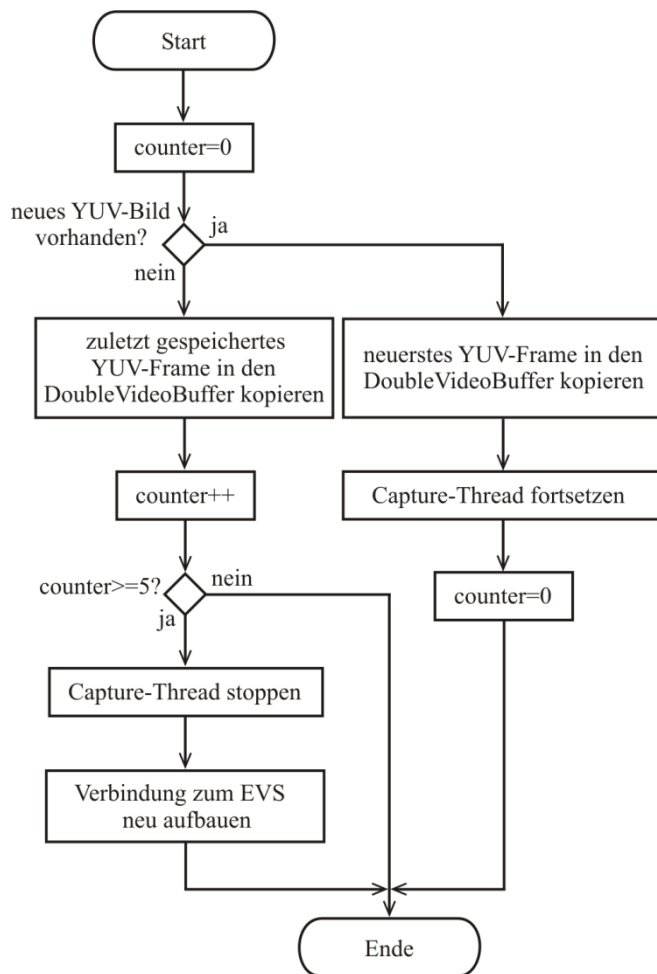 Start
counter=0
neues YUV-Bild
vorhanden?
ja
nein
zuletzt gespeichertes
YUV-Frame in den
DoubleVideoBuffer kopieren
neuerstes YUV-Frame in den
DoubleVideoBuffer kopieren
counter++
Capture-Thread fortsetzen
counter>=5?
nein
ja
counter=0
Capture-Thread stoppen
Verbindung zum EVS
neu aufbauen
Ende